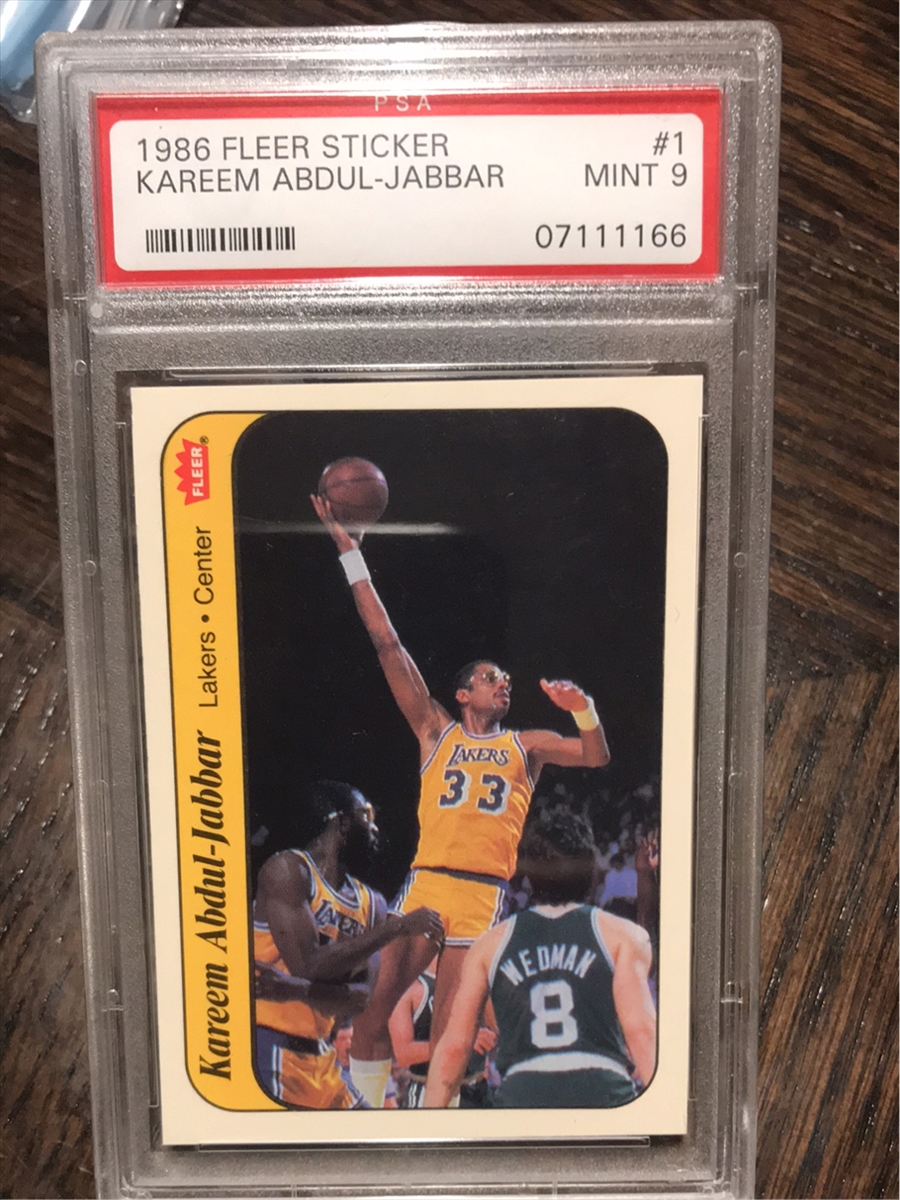 PSA
1986 FLEER STICKER #1
KAREEM ABDUL-JABBAR MINT 9
07111166
FLEER®
Kareem Abdul-Jabbar Lakers • Center
LAKERS
33
LAKERS
WEDMAN
8